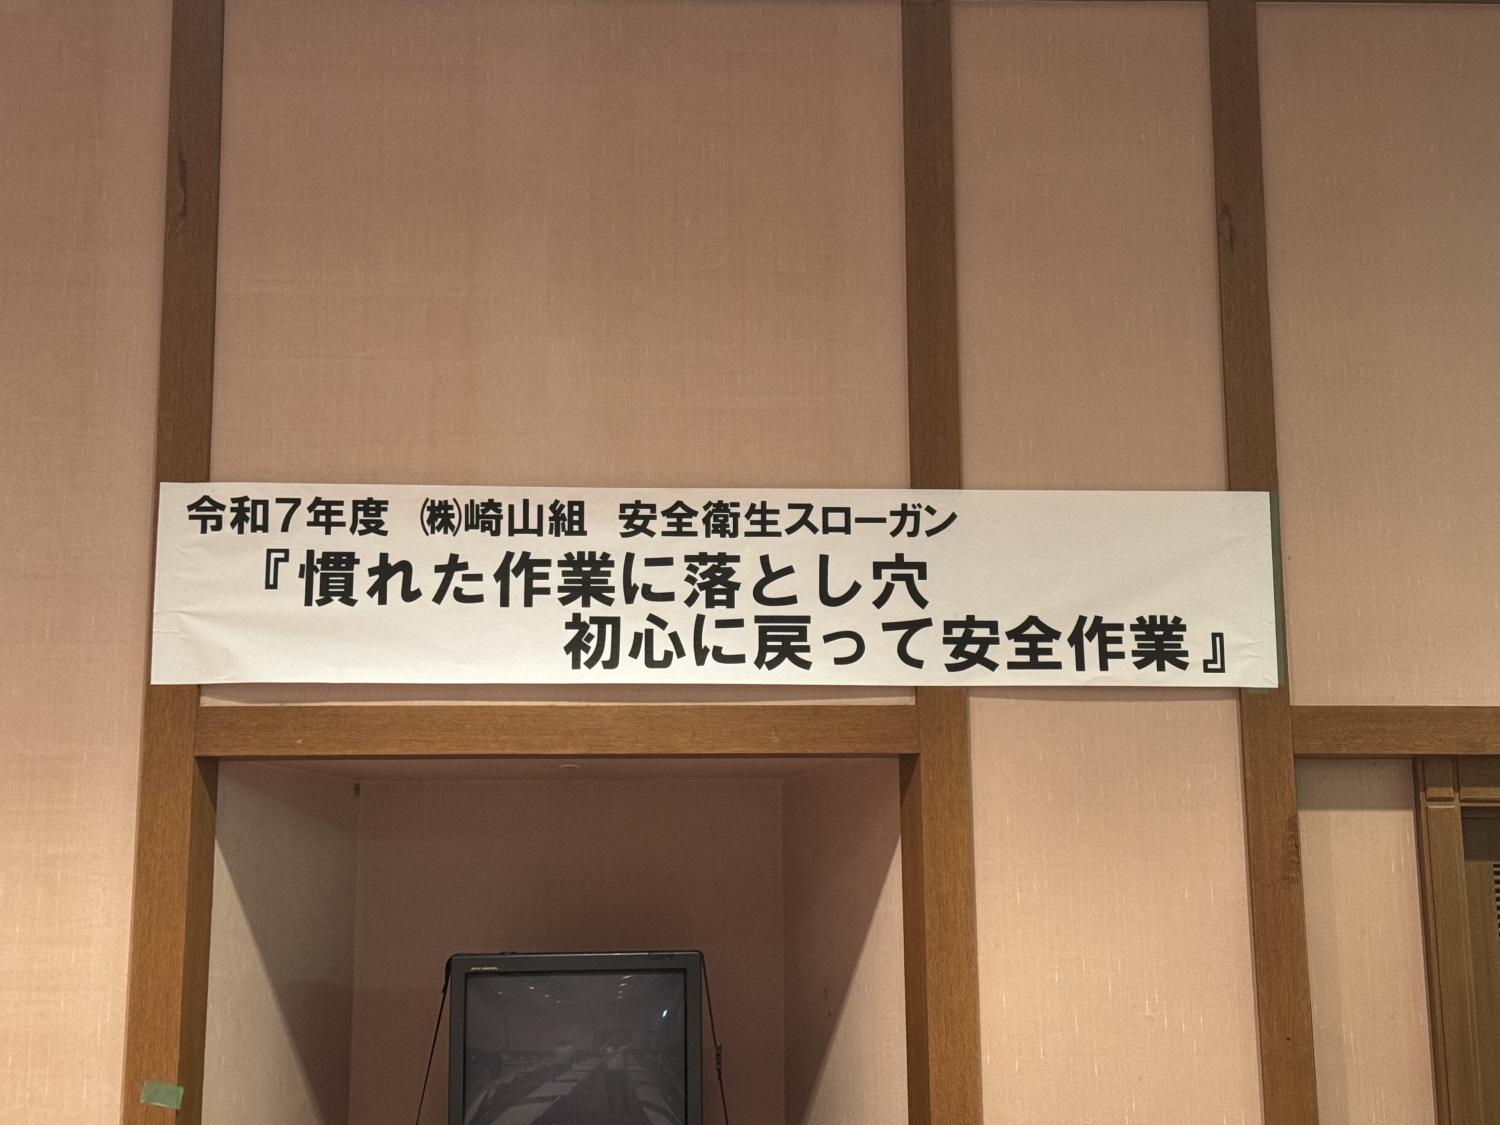 令和7年度 ㈱崎山組 安全衛生スローガン
『慣れた作業に落とし穴
初心に戻って安全作業』